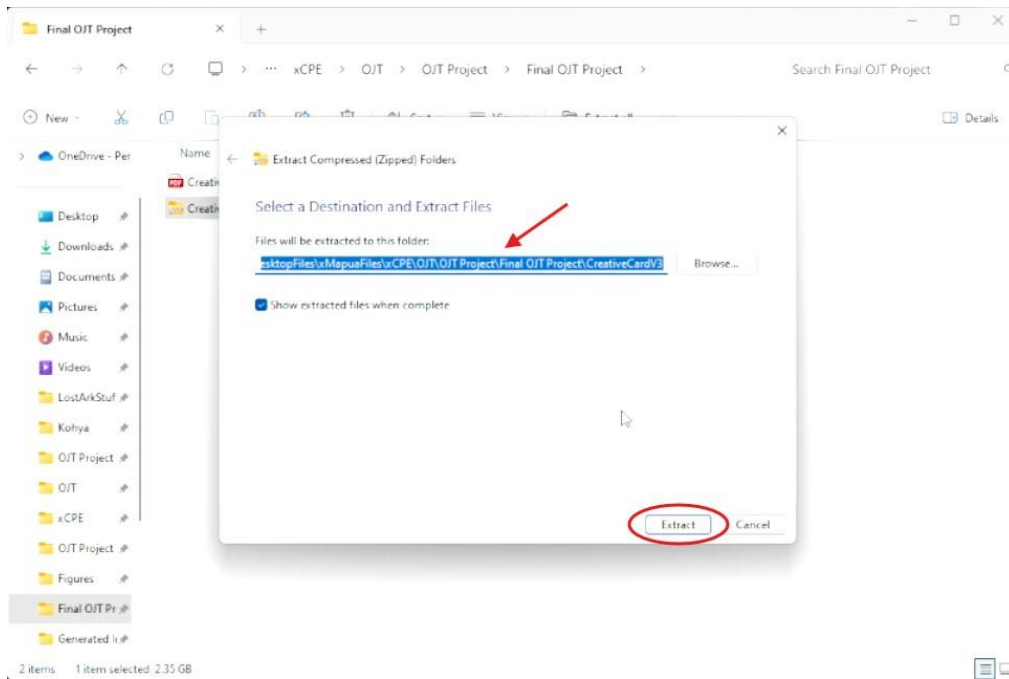 Final OJT Project
xCPE > OJT > OJT Project > Final OJT Project >
Search Final OJT Project
New
Details
OneDrive - Per
Name
Extract Compressed (Zipped) Folders
PDF Creativ
Creativ
Select a Destination and Extract Files
Desktop
Files will be extracted to this folder:
Downloads
esktopFiles\xMapuaFiles\xCPE\OJT\OJT Project\Final OJT Project\CreativeCardV3
Browse...
Documents
Show extracted files when complete
Pictures
Music
Videos
LostArkStuf
Kohya
OJT Project
OJT
xCPE
Extract
Cancel
OJT Project
Figures
Final OJT Pr
Generated I
2 items
1 item selected 2.35 GB